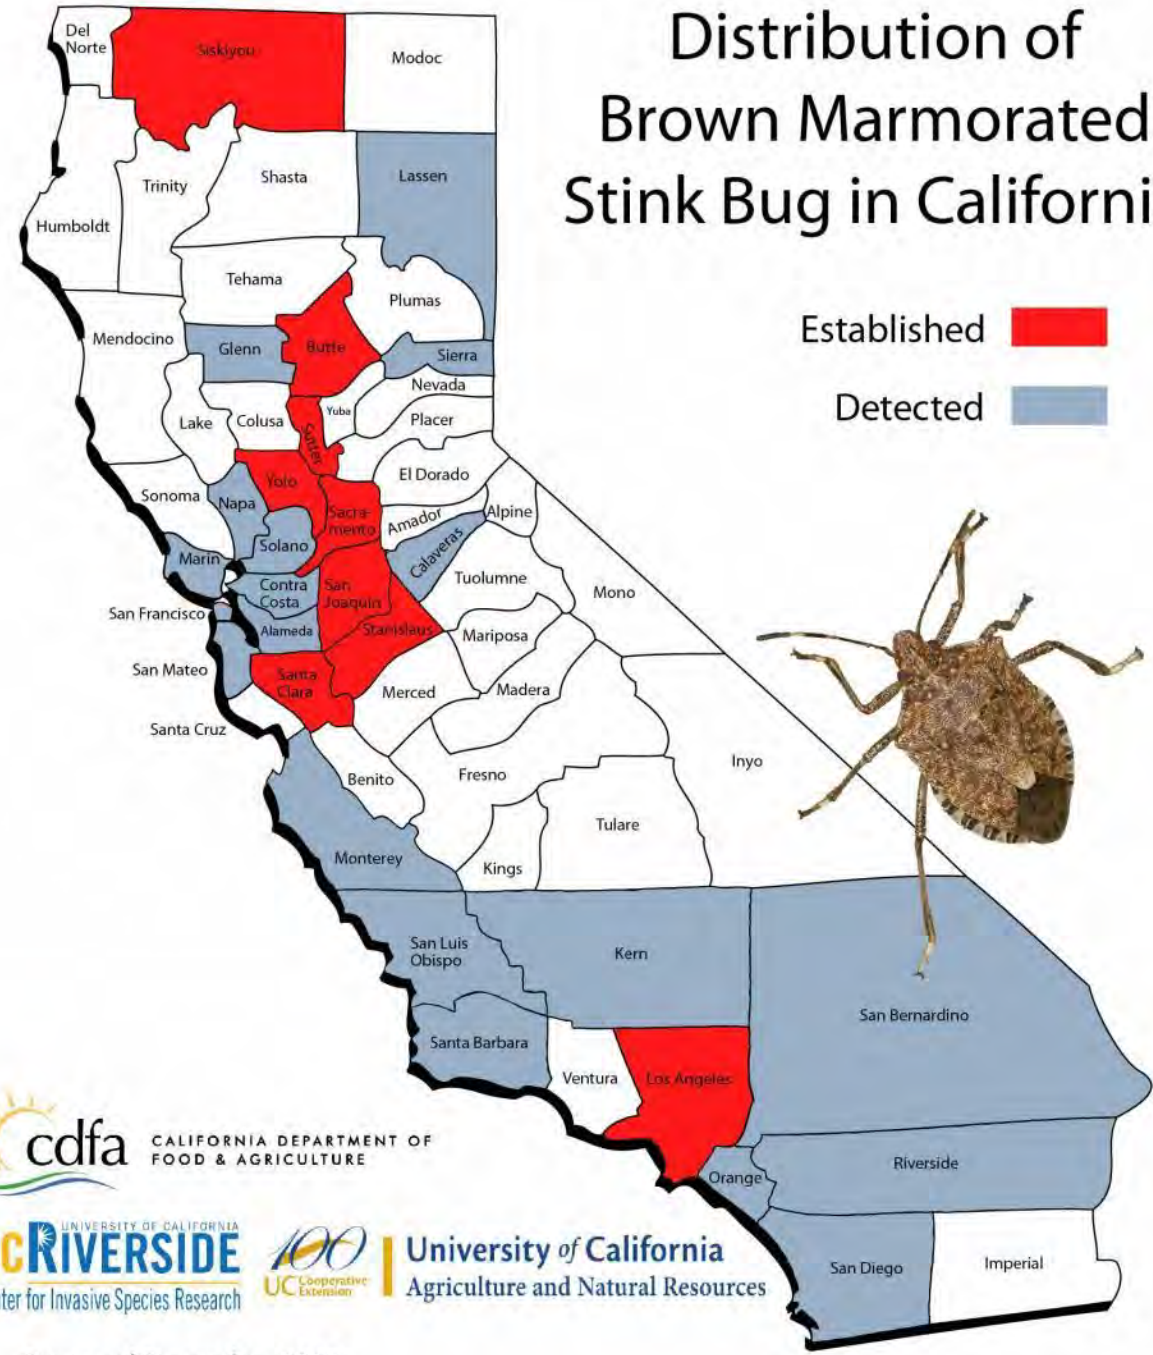 Distribution of
Brown Marmorated
Stink Bug in Californi
Established
Detected
Del
Norte
Siskiyou
Modoc
Trinity
Shasta
Lassen
Humboldt
Tehama
Plumas
Mendocino
Glenn
Butte
Sierra
Nevada
Lake
Colusa
Sutter
Yuba
Placer
El Dorado
Sonoma
Napa
Yolo
Sacra-
mento
Amador
Alpine
Solano
Calaveras
Marin
Contra
Costa
San
Joaquin
Tuolumne
Mono
San Francisco
Alameda
Stanislaus
Mariposa
San Mateo
Santa
Clara
Merced
Madera
Santa Cruz
Benito
Fresno
Inyo
Tulare
Monterey
Kings
San Luis
Obispo
Kern
San Bernardino
Santa Barbara
Ventura
Los Angeles
Orange
Riverside
San Diego
Imperial
cdfa
CALIFORNIA DEPARTMENT OF
FOOD & AGRICULTURE
UNIVERSITY OF CALIFORNIA
CRIVERSIDE
ter for Invasive Species Research
100
UC Cooperative
Extension
University of California
Agriculture and Natural Resources